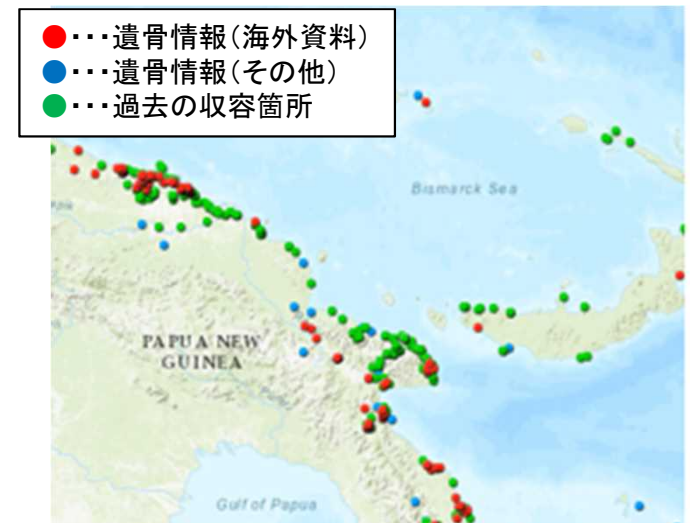 ●･･･遺骨情報(海外資料)
●･･･遺骨情報(その他)
●･･･過去の収容箇所
Bismarck Sea
PAPUA NEW
GUINEA
Gulf of Papua